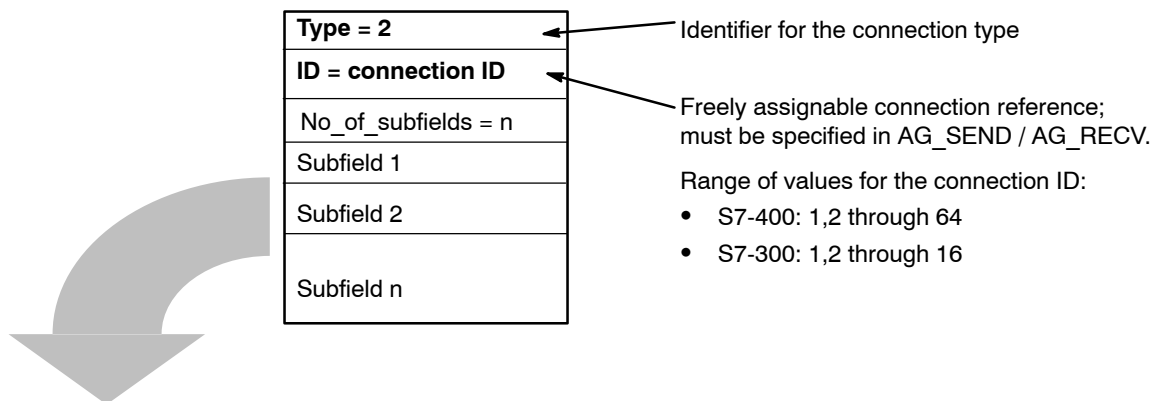 Type = 2
ID = connection ID
No_of_subfields = n
Subfield 1
Subfield 2
Subfield n
Identifier for the connection type
Freely assignable connection reference;
must be specified in AG_SEND / AG_RECV.
Range of values for the connection ID:
• S7-400: 1,2 through 64
• S7-300: 1,2 through 16